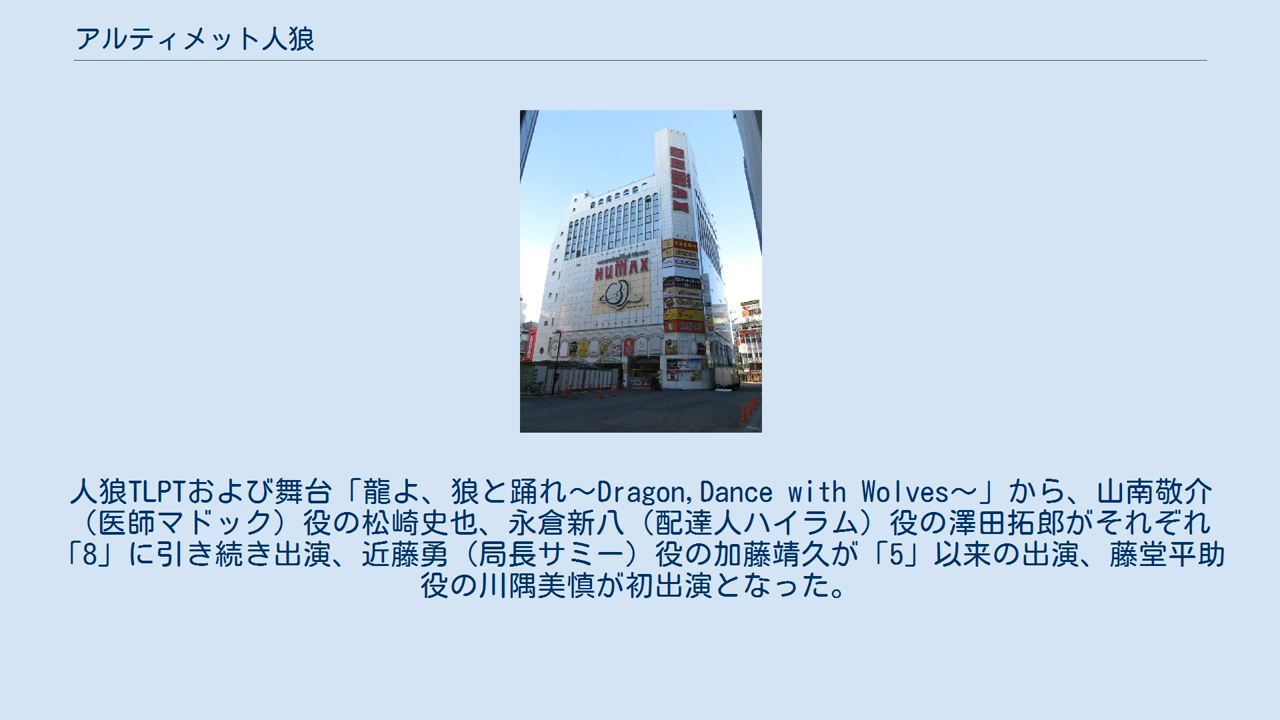 アルティメット人狼
HUMAX
HUMAX
人狼TLPTおよび舞台「龍よ、狼と踊れ～Dragon,Dance with Wolves～」から、山南敬介
（医師マドック）役の松崎史也、永倉新八（配達人ハイラム）役の澤田拓郎がそれぞれ
「8」に引き続き出演、近藤勇（局長サミー）役の加藤靖久が「5」以来の出演、藤堂平助
役の川隅美慎が初出演となった。